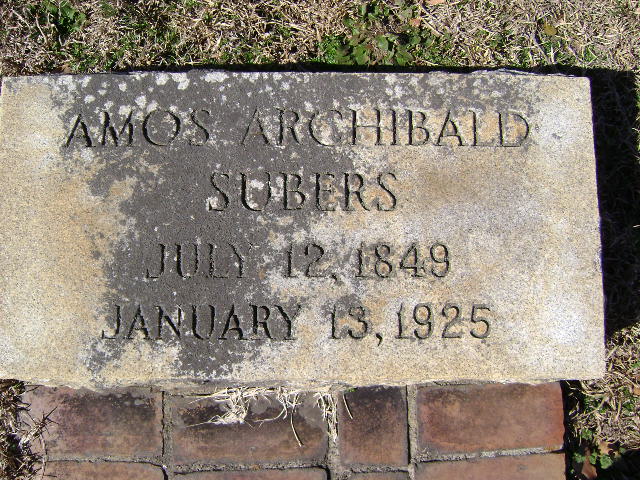 AMOS ARCHIBALD
SUBERS
JULY 12, 1849
JANUARY 13, 1925